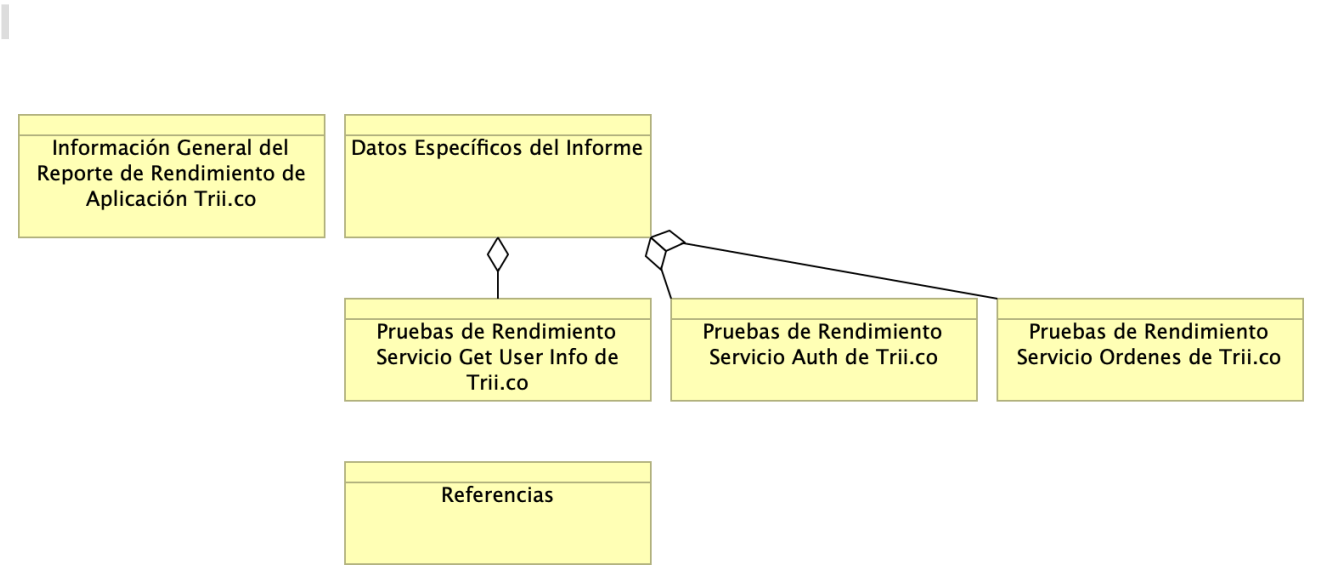 Información General del
Reporte de Rendimiento de
Aplicación Trii.co
Datos Específicos del Informe
Pruebas de Rendimiento
Servicio Get User Info de
Trii.co
Pruebas de Rendimiento
Servicio Auth de Trii.co
Pruebas de Rendimiento
Servicio Ordenes de Trii.co
Referencias